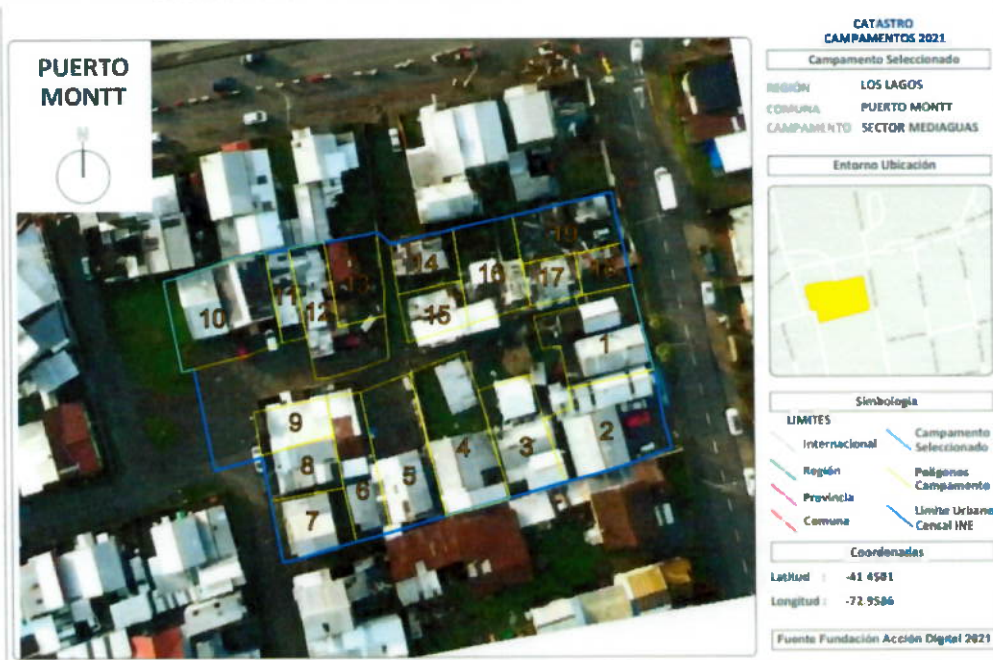 PUERTO
MONTT
N
CATASTRO
CAMPAMENTOS 2021
Campamento Seleccionado
REGIÓN LOS LAGOS
COMUNA PUERTO MONTT
CAMPAMENTO SECTOR MEDIAGUAS
Entorno Ubicación
Simbología
LIMITES
Internacional
Región
Provincia
Comuna
Campamento
Seleccionado
Polígonos
Campamento
Limite Urbano
Censal INE
Coordenadas
Latitud : -41.4581
Longitud : -72.9586
Fuente Fundación Acción Digital 2021
10
11
12
13
14
15
16
17
18
19
1
2
3
4
5
6
7
8
9